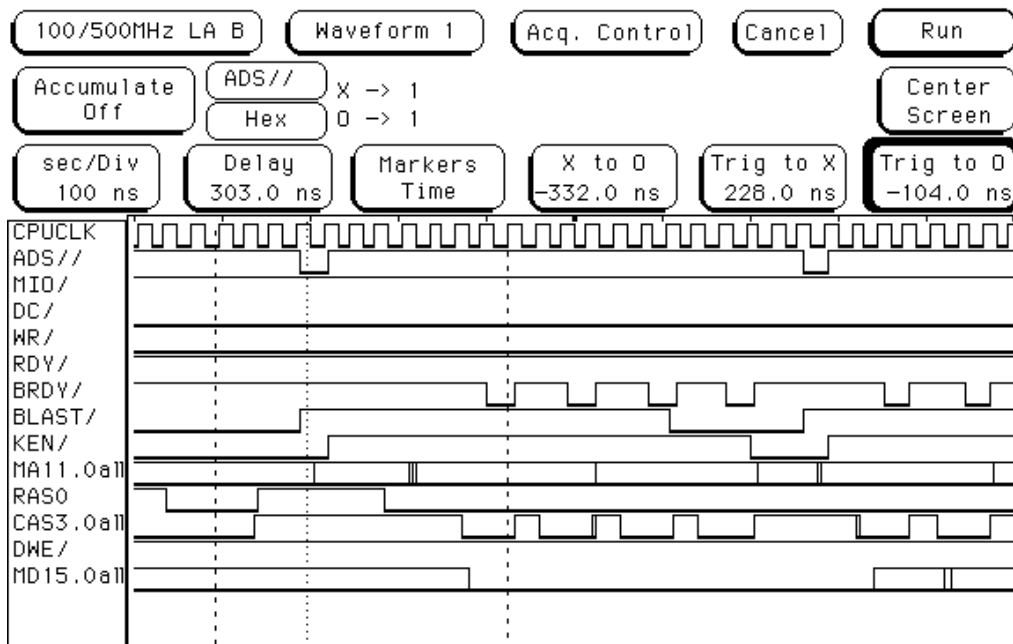 100/500MHz LA B Waveform 1 Acq. Control Cancel Run
Accumulate Off
ADS//
Hex
X -> 1
O -> 1
Center Screen
sec/Div 100 ns
Delay 303.0 ns
Markers Time
X to O -332.0 ns
Trig to X 228.0 ns
Trig to O -104.0 ns
CPUCLK
ADS//
MIO/
DC/
WR/
RDY/
BRDY/
BLAST/
KEN/
MA11.0all
RAS0
CAS3.0all
DWE/
MD15.0all